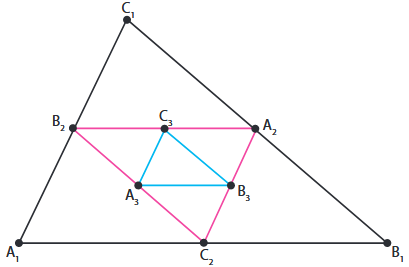 C₁
B₂
C₃
A₂
A₃
B₃
A₁
C₂
B₁